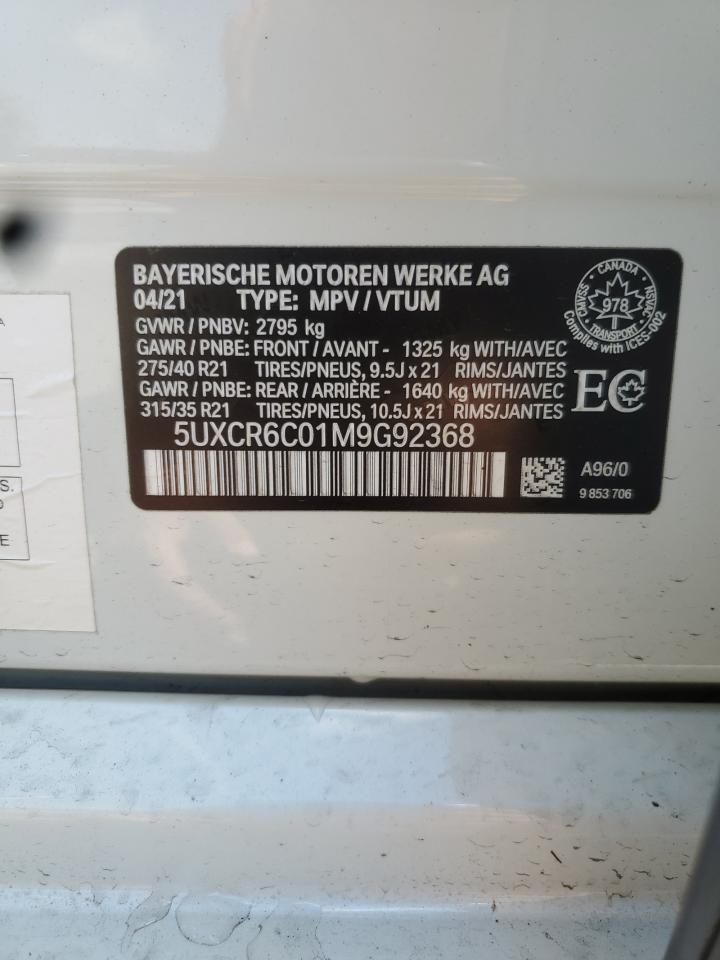 BAYERISCHE MOTOREN WERKE AG
04/21 TYPE: MPV / VTUM
GVWR / PNBV: 2795 kg
GAWR / PNBE: FRONT / AVANT - 1325 kg WITH/AVEC
275/40 R21 TIRES/PNEUS, 9.5J x 21 RIMS/JANTES
GAWR / PNBE: REAR / ARRIÈRE - 1640 kg WITH/AVEC
315/35 R21 TIRES/PNEUS, 10.5J x 21 RIMS/JANTES
5UXCR6C01M9G92368
CANADA
CMVSS NSVAC
978
TRANSPORT
Complies with ICES-002
EC
A96/0
9 853 706
A
S.
E